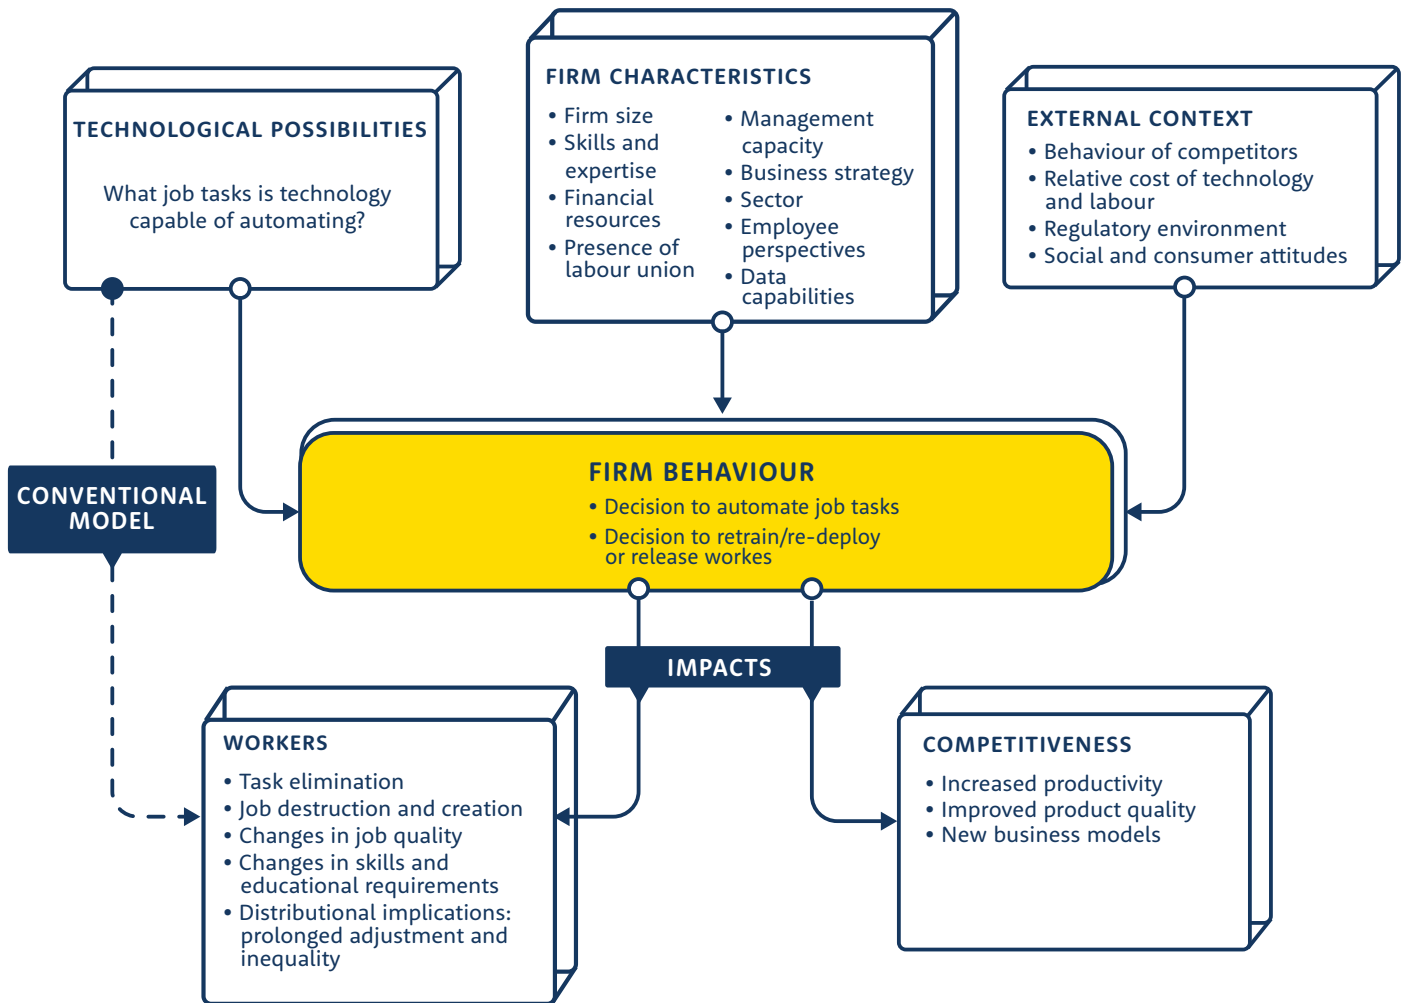 TECHNOLOGICAL POSSIBILITIES
What job tasks is technology
capable of automating?
FIRM CHARACTERISTICS
• Firm size
• Skills and
expertise
• Financial
resources
• Presence of
labour union
• Management
capacity
• Business strategy
• Sector
• Employee
perspectives
• Data
capabilities
EXTERNAL CONTEXT
• Behaviour of competitors
• Relative cost of technology
and labour
• Regulatory environment
• Social and consumer attitudes
CONVENTIONAL
MODEL
FIRM BEHAVIOUR
• Decision to automate job tasks
• Decision to retrain/re-deploy
or release workes
IMPACTS
WORKERS
• Task elimination
• Job destruction and creation
• Changes in job quality
• Changes in skills and
educational requirements
• Distributional implications:
prolonged adjustment and
inequality
COMPETITIVENESS
• Increased productivity
• Improved product quality
• New business models